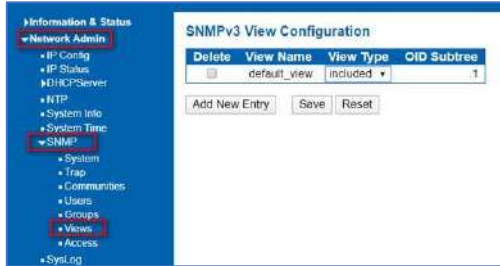 Information & Status
Network Admin
IP Config
IP Status
DHCPServer
NTP
System Info
System Time
SNMP
System
Trap
Communities
Users
Groups
Views
Access
SysLog
SNMPv3 View Configuration
Delete View Name View Type OID Subtree
default_view included 1
Add New Entry Save Reset